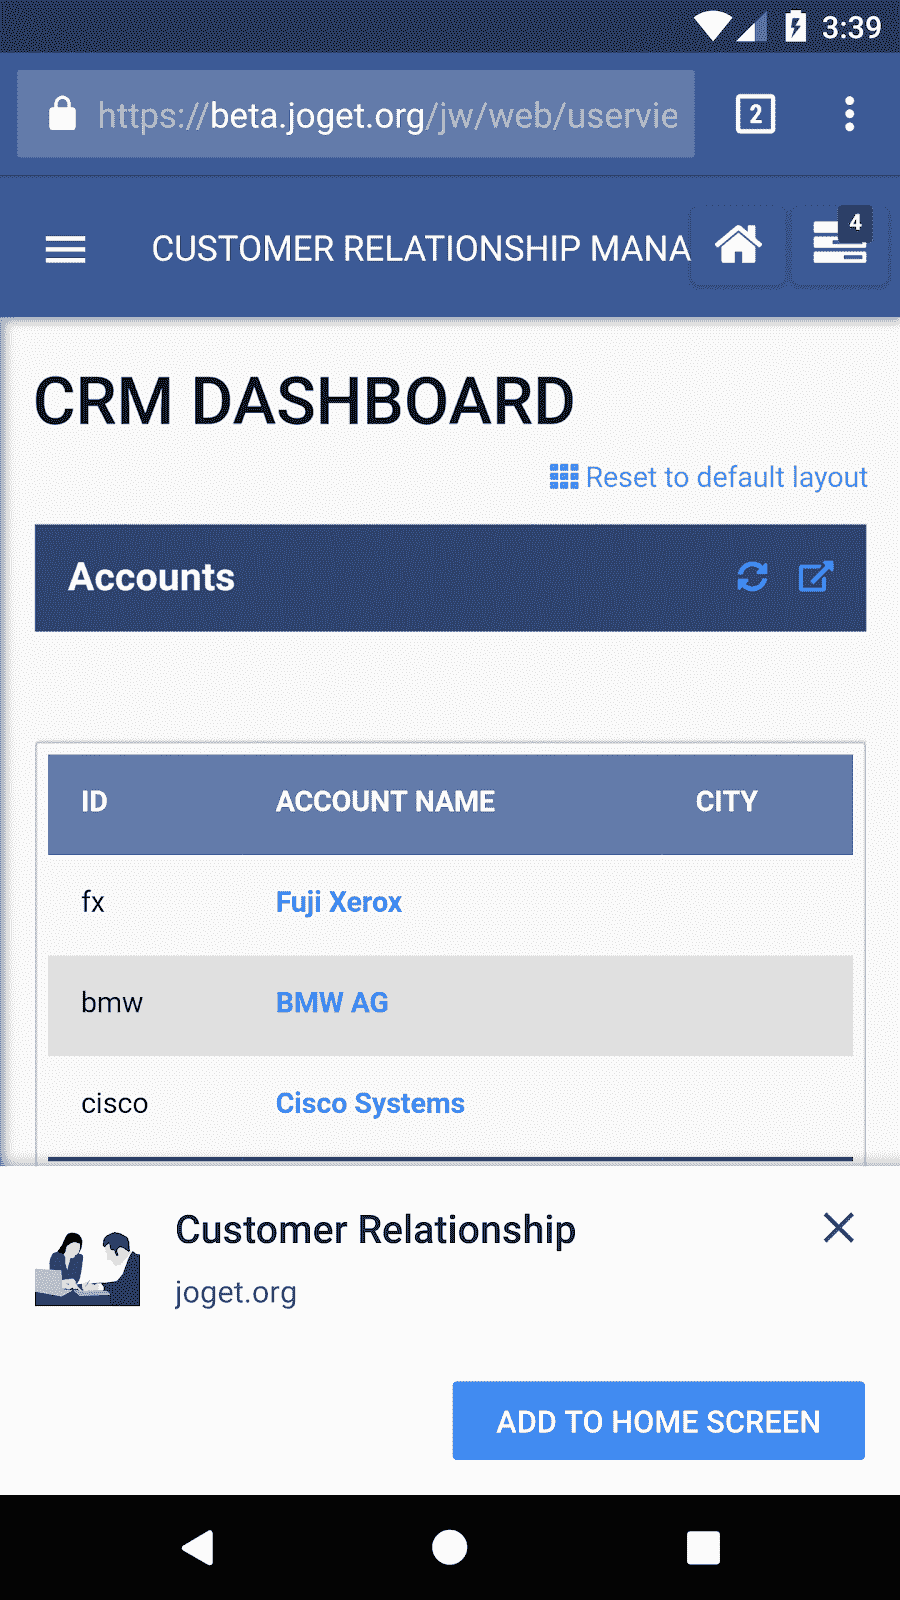 3:39
https://beta.joget.org/jw/web/uservie
2
CUSTOMER RELATIONSHIP MANA
4
CRM DASHBOARD
Reset to default layout
Accounts
ID ACCOUNT NAME CITY
fx Fuji Xerox
bmw BMW AG
cisco Cisco Systems
Customer Relationship
joget.org
ADD TO HOME SCREEN